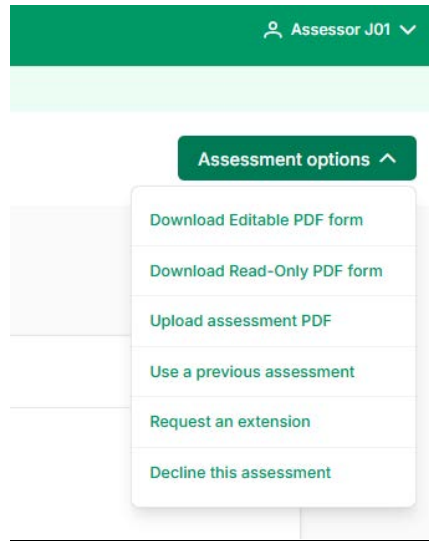 Assessor J01
Assessment options
Download Editable PDF form
Download Read-Only PDF form
Upload assessment PDF
Use a previous assessment
Request an extension
Decline this assessment